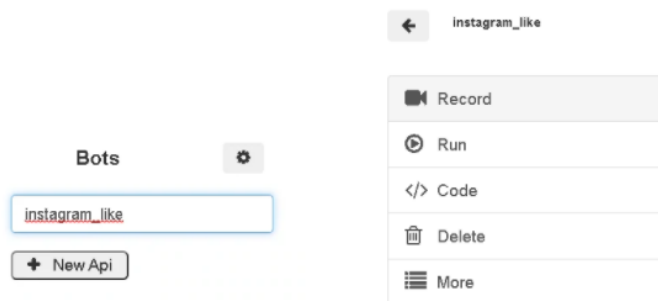 Bots
instagram_like
New Api
instagram_like
Record
Run
</> Code
Delete
More